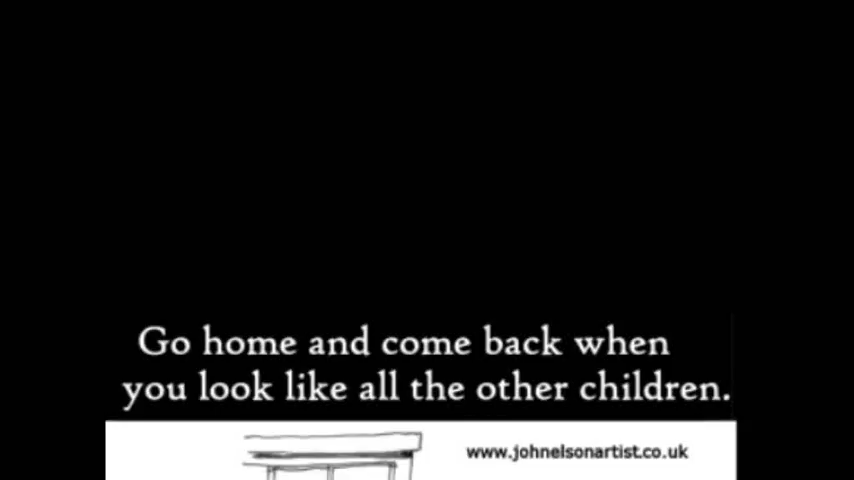 Go home and come back when
you look like all the other children.
www.johnelsonartist.co.uk